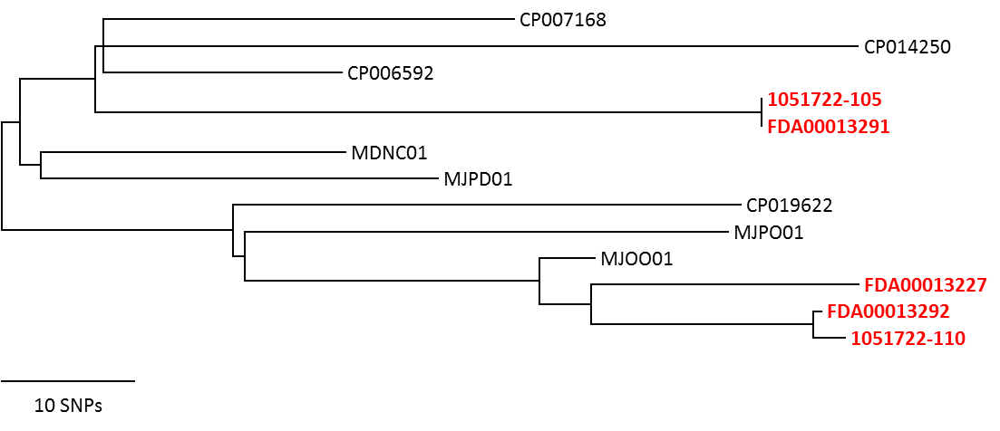 CP007168
CP014250
CP006592
1051722-105
FDA00013291
MDNC01
MJPD01
CP019622
MJPO01
MJOO01
FDA00013227
FDA00013292
1051722-110
10 SNPs